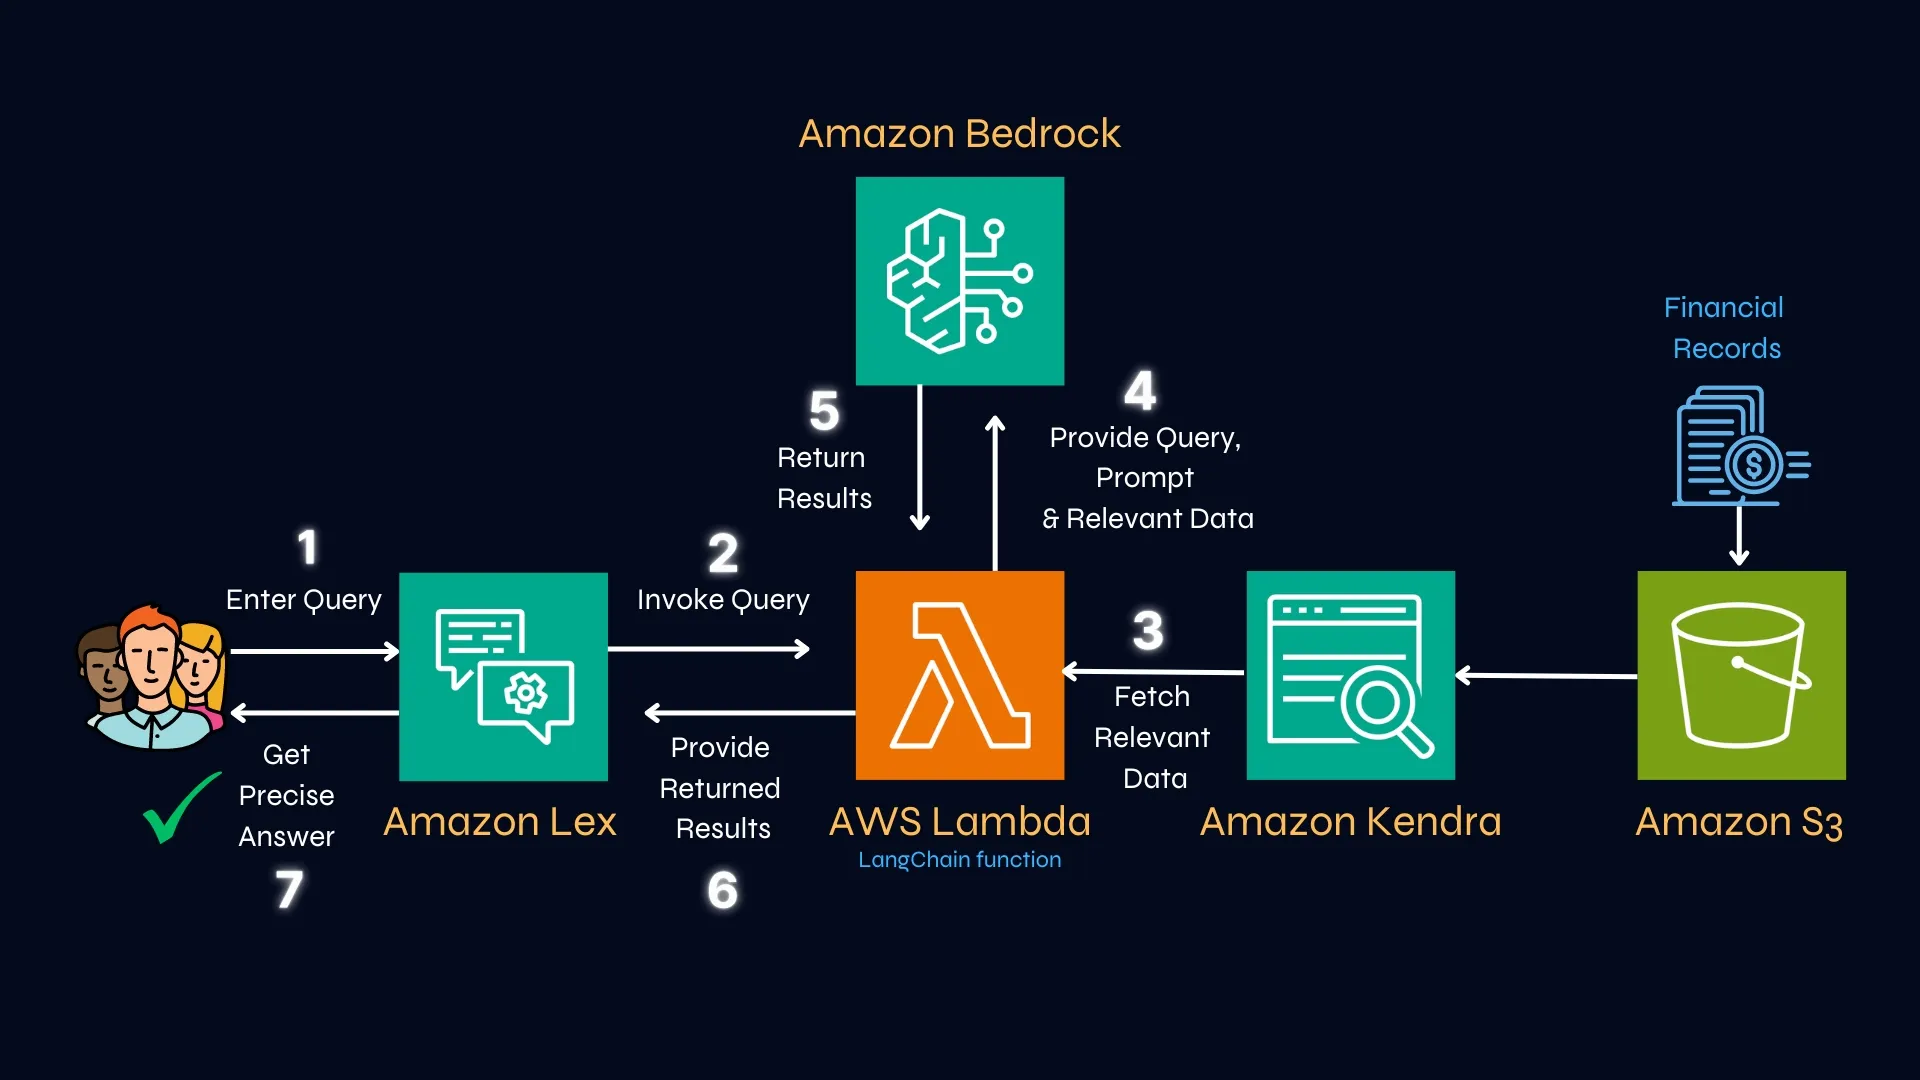 Amazon Bedrock
5
Return
Results
4
Provide Query,
Prompt
& Relevant Data
Financial
Records
$
1
Enter Query
2
Invoke Query
3
Fetch
Relevant
Data
Get
Precise
Answer
7
Provide
Returned
Results
6
Amazon Lex
AWS Lambda
LangChain function
Amazon Kendra
Amazon S3